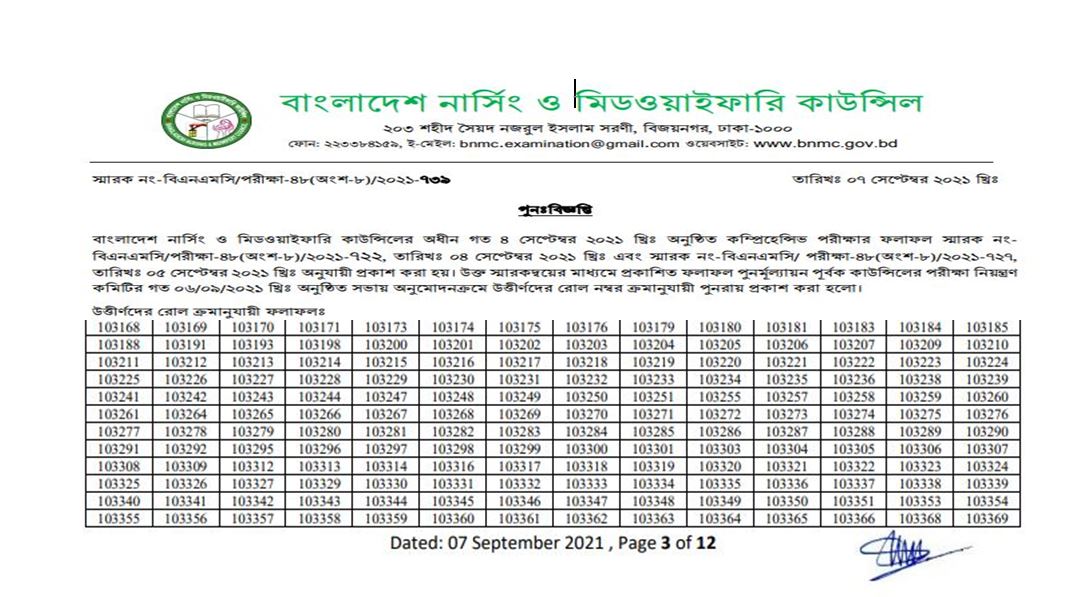 বাংলাদেশ নার্সিং ও মিডওয়াইফারি কাউন্সিল
২০৩ শহীদ সৈয়দ নজরুল ইসলাম সরণী, বিজয়নগর, ঢাকা-১০০০
ফোন: ২২৩৩৮৪১৫৯, ই-মেইল: bnmc.examination@gmail.com ওয়েবসাইট: www.bnmc.gov.bd
স্মারক নং-বিএনএমসি/পরীক্ষা-৪৮(অংশ-৮)/২০২১-৭৩৯ তারিখঃ ০৭ সেপ্টেম্বর ২০২১ খ্রিঃ
পুনঃবিজ্ঞপ্তি
বাংলাদেশ নার্সিং ও মিডওয়াইফারি কাউন্সিলের অধীন গত ৪ সেপ্টেম্বর ২০২১ খ্রিঃ অনুষ্ঠিত কম্প্রিহেন্সিভ পরীক্ষার ফলাফল স্মারক নং-
বিএনএমসি/পরীক্ষা-৪৮(অংশ-৮)/২০২১-৭২২, তারিখঃ ০৪ সেপ্টেম্বর ২০২১ খ্রিঃ এবং স্মারক নং-বিএনএমসি/ পরীক্ষা-৪৮(অংশ-৮)/২০২১-৭২৭,
তারিখঃ ০৫ সেপ্টেম্বর ২০২১ খ্রিঃ অনুযায়ী প্রকাশ করা হয়। উক্ত স্মারকদ্বয়ের মাধ্যমে প্রকাশিত ফলাফল পুনর্মূল্যায়ন পূর্বক কাউন্সিলের পরীক্ষা নিয়ন্ত্রণ
কমিটির গত ০৬/০৯/২০২১ খ্রিঃ অনুষ্ঠিত সভায় অনুমোদনক্রমে উত্তীর্ণদের রোল নম্বর ক্রমানুযায়ী পুনরায় প্রকাশ করা হলো।
উত্তীর্ণদের রোল ক্রমানুযায়ী ফলাফলঃ
103168 103169 103170 103171 103173 103174 103175 103176 103179 103180 103181 103183 103184 103185
103188 103191 103193 103198 103200 103201 103202 103203 103204 103205 103206 103207 103209 103210
103211 103212 103213 103214 103215 103216 103217 103218 103219 103220 103221 103222 103223 103224
103225 103226 103227 103228 103229 103230 103231 103232 103233 103234 103235 103236 103238 103239
103241 103242 103243 103244 103247 103248 103249 103250 103251 103255 103257 103258 103259 103260
103261 103264 103265 103266 103267 103268 103269 103270 103271 103272 103273 103274 103275 103276
103277 103278 103279 103280 103281 103282 103283 103284 103285 103286 103287 103288 103289 103290
103291 103292 103295 103296 103297 103298 103299 103300 103301 103303 103304 103305 103306 103307
103308 103309 103312 103313 103314 103316 103317 103318 103319 103320 103321 103322 103323 103324
103325 103326 103327 103329 103330 103331 103332 103333 103334 103335 103336 103337 103338 103339
103340 103341 103342 103343 103344 103345 103346 103347 103348 103349 103350 103351 103353 103354
103355 103356 103357 103358 103359 103360 103361 103362 103363 103364 103365 103366 103368 103369
Dated: 07 September 2021 , Page 3 of 12